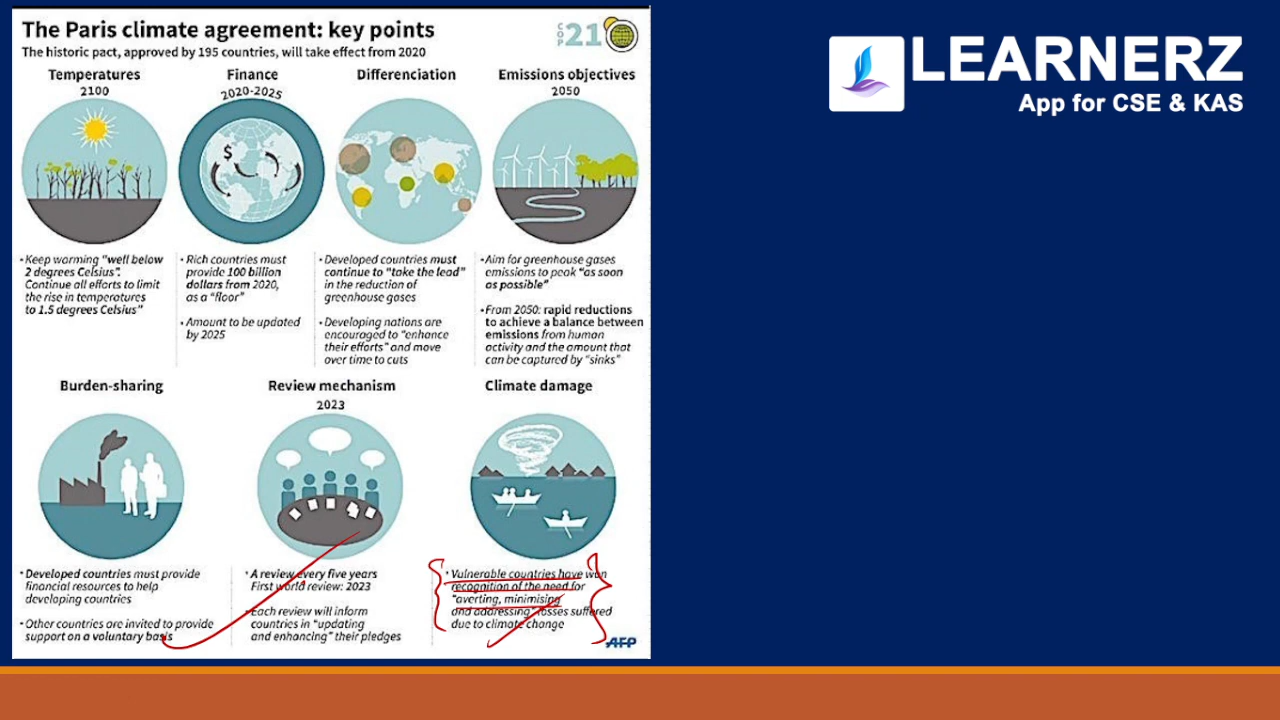 The Paris climate agreement: key points
The historic pact, approved by 195 countries, will take effect from 2020
COP 21
LEARNERZ
App for CSE & KAS
Temperatures
2100
Finance
2020-2025
Differenciation
Emissions objectives
2050
$
· Keep warming "well below
2 degrees Celsius".
Continue all efforts to limit
the rise in temperatures
to 1.5 degrees Celsius"
· Rich countries must
provide 100 billion
dollars from 2020,
as a "floor"
· Amount to be updated
by 2025
· Developed countries must
continue to "take the lead"
in the reduction of
greenhouse gases
· Developing nations are
encouraged to "enhance
their efforts" and move
over time to cuts
· Aim for greenhouse gases
emissions to peak "as soon
as possible"
· From 2050: rapid reductions
to achieve a balance between
emissions from human
activity and the amount that
can be captured by "sinks"
Burden-sharing
Review mechanism
2023
Climate damage
· Developed countries must provide
financial resources to help
developing countries
· Other countries are invited to provide
support on a voluntary basis
· A review every five years
First world review: 2023
· Each review will inform
countries in "updating
and enhancing" their pledges
· Vulnerable countries have won
recognition of the need for
"averting, minimising
and addressing" losses suffered
due to climate change
AFP